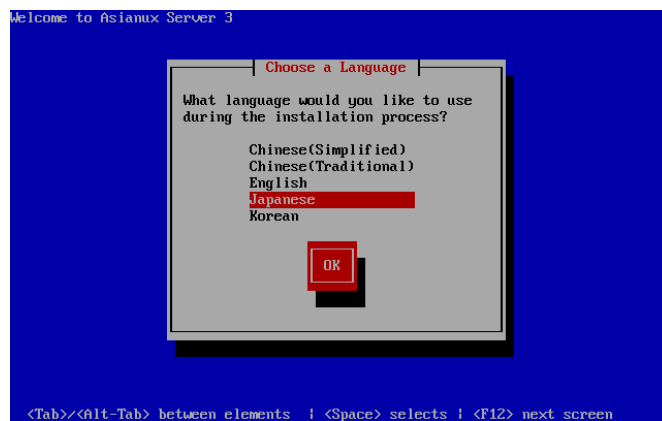 Welcome to Asianux Server 3
Choose a Language
What language would you like to use
during the installation process?
Chinese(Simplified)
Chinese(Traditional)
English
Japanese
Korean
OK
<Tab>/<Alt-Tab> between elements | <Space> selects | <F12> next screen